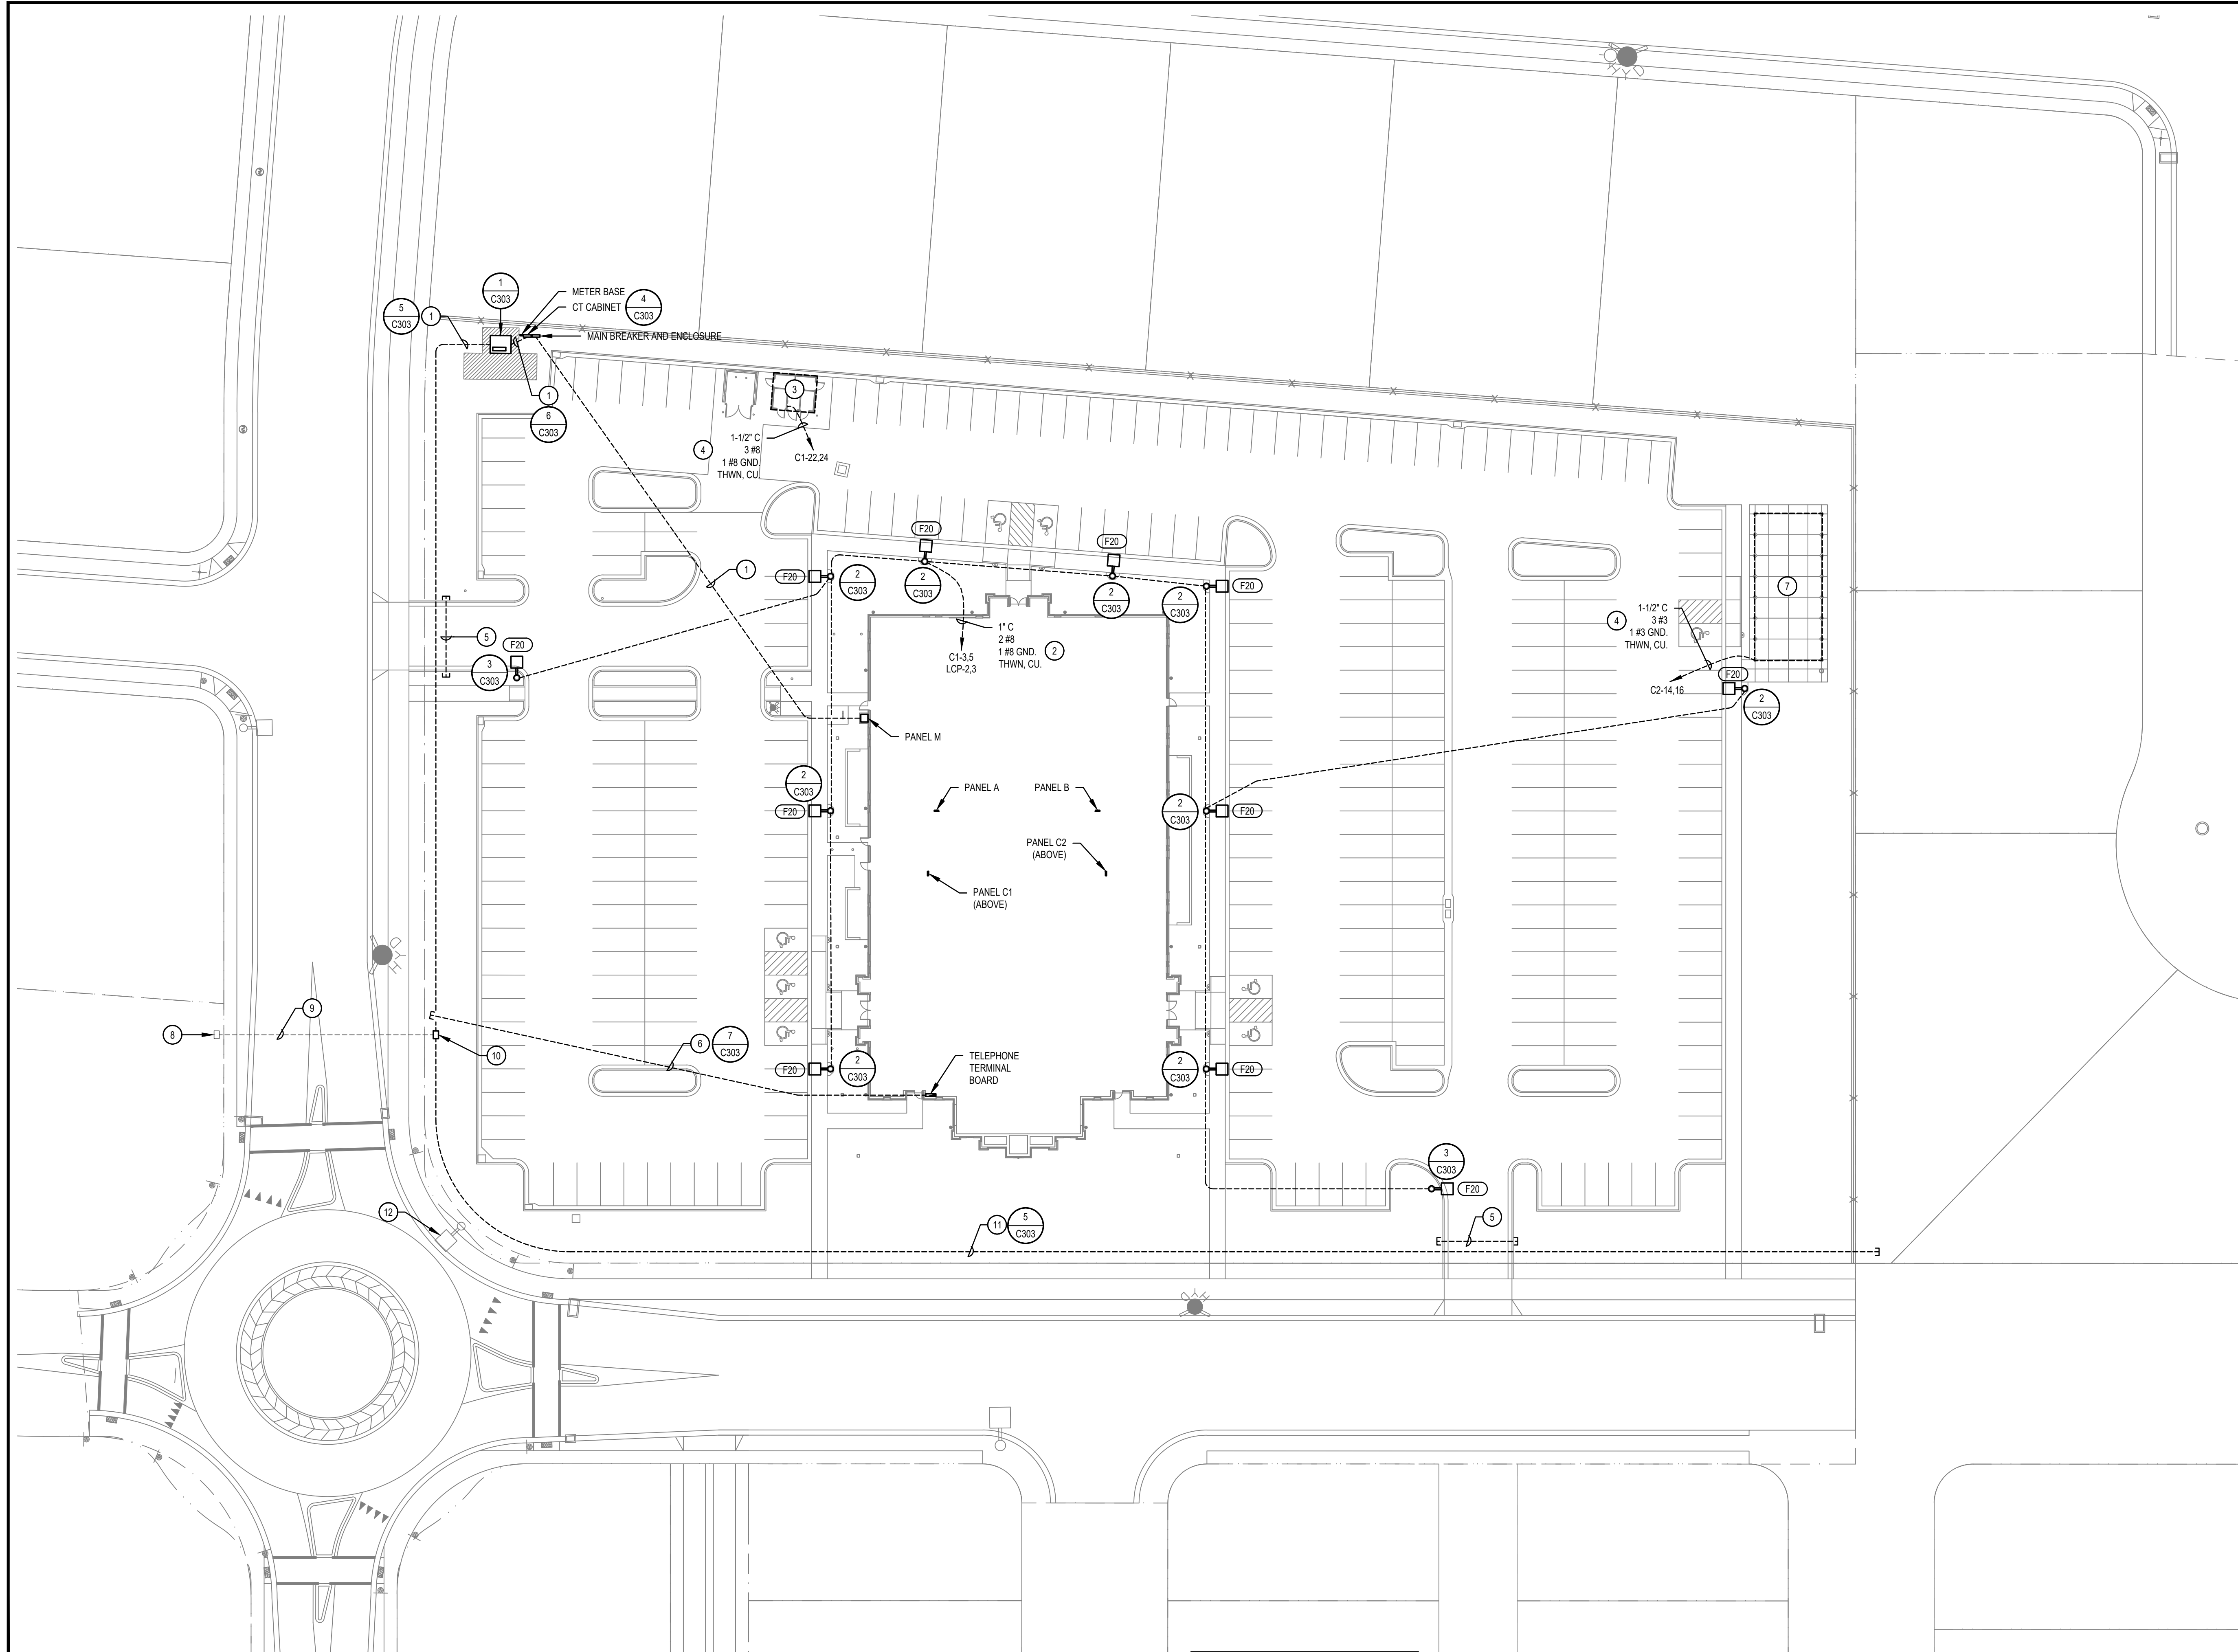 1
C303
METER BASE
CT CABINET
4
C303
5
C303
1
MAIN BREAKER AND ENCLOSURE
1
6
C303
3
4
1-1/2" C
3 #8
1 #8 GND.
THWN, CU.
C1-22,24
F20
F20
1
F20
2
C303
2
C303
2
C303
2
C303
F20
7
5
F20
3
C303
1" C
2 #8
1 #8 GND.
THWN, CU.
2
C1-3,5
LCP-2,3
4
1-1/2" C
3 #3
1 #3 GND.
THWN, CU.
F20
C2-14,16
2
C303
PANEL M
2
C303
F20
PANEL A
PANEL B
2
C303
F20
PANEL C2
(ABOVE)
PANEL C1
(ABOVE)
HYD
9
8
10
6
7
C303
F20
2
C303
TELEPHONE
TERMINAL
BOARD
2
C303
F20
3
C303
F20
12
11
5
C303
5
HYD
HYD